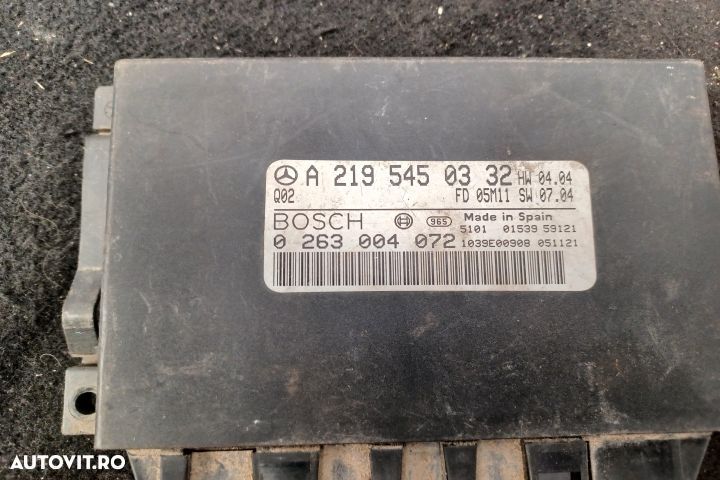 A 219 545 03 32 HW 04.04
Q02 FD 05M11 SW 07.04
BOSCH 965 Made in Spain
5101 01539 59121
0 263 004 072 1039E00908 051121
AUTOVIT.RO